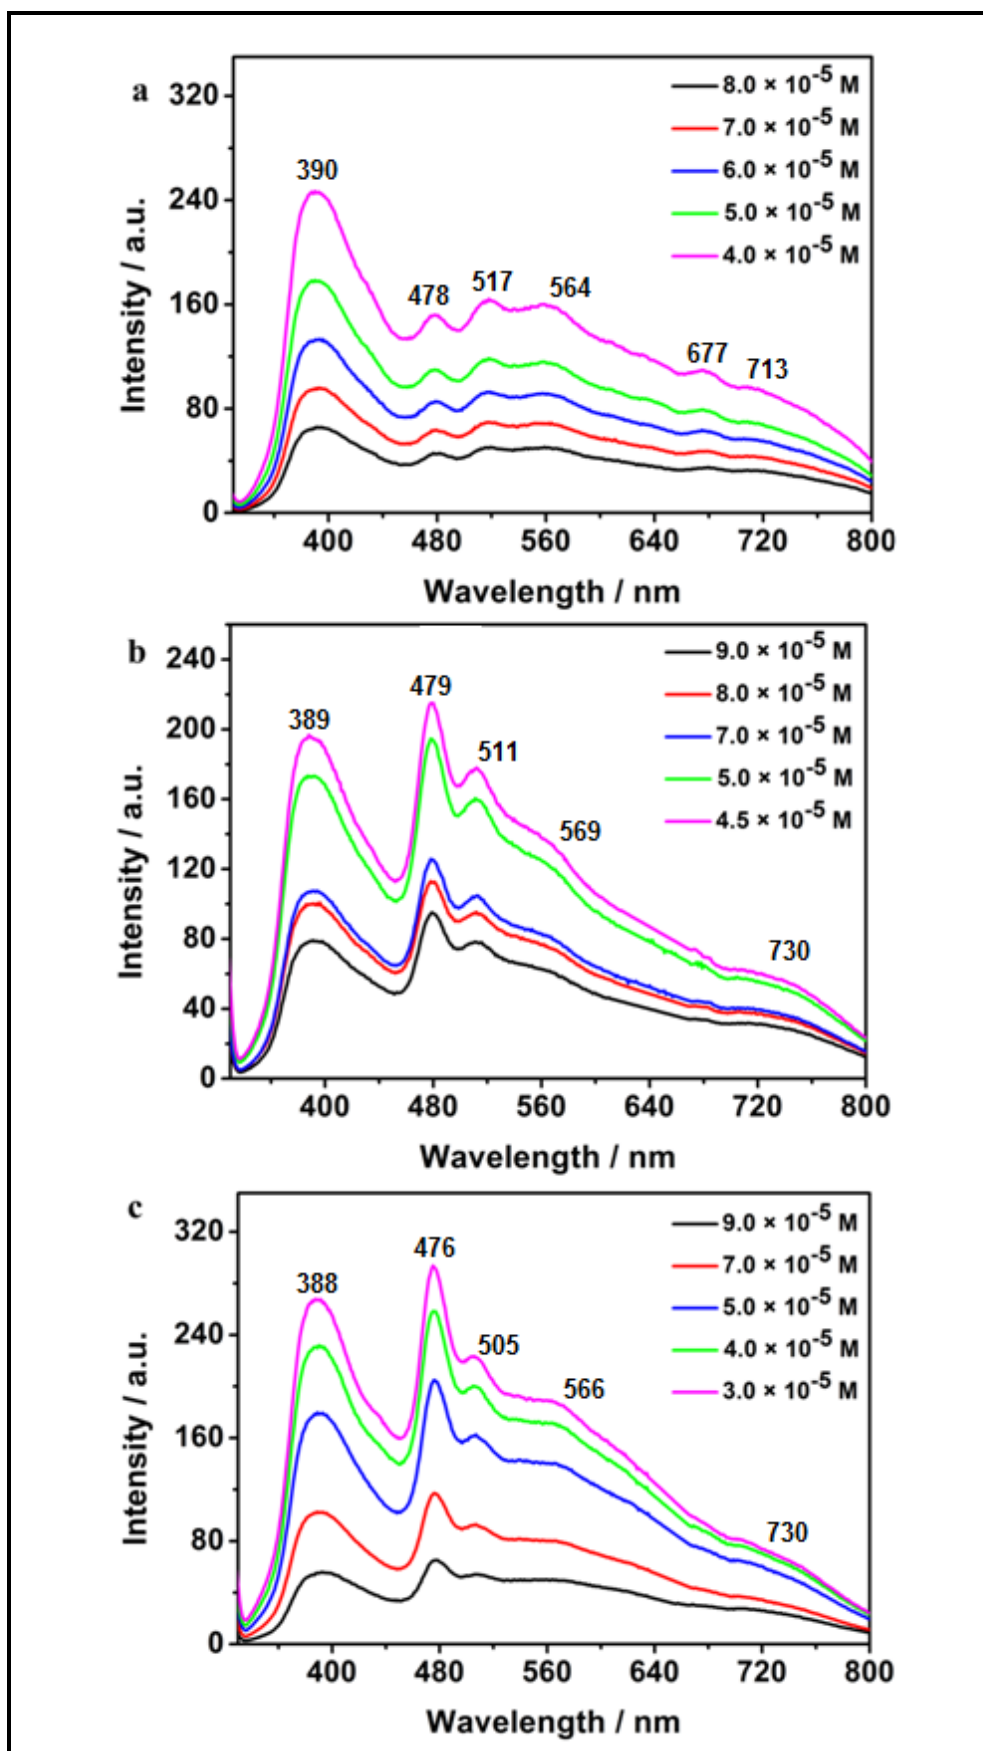 a
320
240
160
80
0
Intensity / a.u.
390
478
517
564
677
713
8.0 × 10⁻⁵ M
7.0 × 10⁻⁵ M
6.0 × 10⁻⁵ M
5.0 × 10⁻⁵ M
4.0 × 10⁻⁵ M
400 480 560 640 720 800
Wavelength / nm
b
240
200
160
120
80
40
0
Intensity / a.u.
389
479
511
569
730
9.0 × 10⁻⁵ M
8.0 × 10⁻⁵ M
7.0 × 10⁻⁵ M
5.0 × 10⁻⁵ M
4.5 × 10⁻⁵ M
400 480 560 640 720 800
Wavelength / nm
c
320
240
160
80
0
Intensity / a.u.
388
476
505
566
730
9.0 × 10⁻⁵ M
7.0 × 10⁻⁵ M
5.0 × 10⁻⁵ M
4.0 × 10⁻⁵ M
3.0 × 10⁻⁵ M
400 480 560 640 720 800
Wavelength / nm